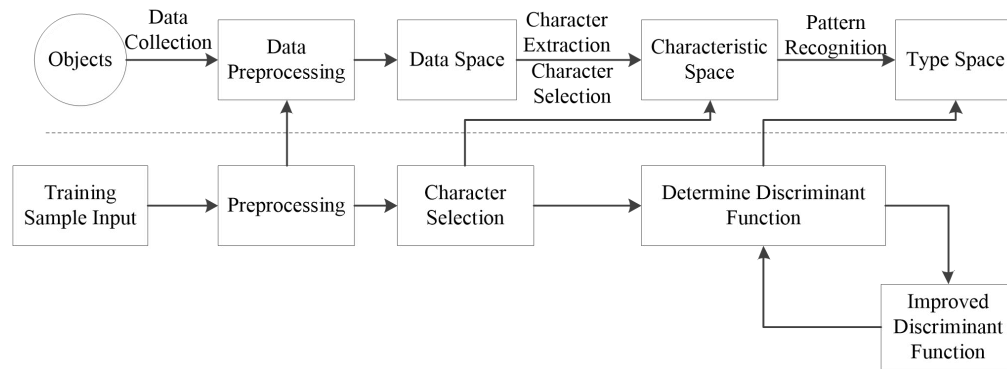 Objects
Data
Collection
Data
Preprocessing
Data Space
Character
Extraction
Character
Selection
Characteristic
Space
Pattern
Recognition
Type Space
Training
Sample Input
Preprocessing
Character
Selection
Determine Discriminant
Function
Improved
Discriminant
Function